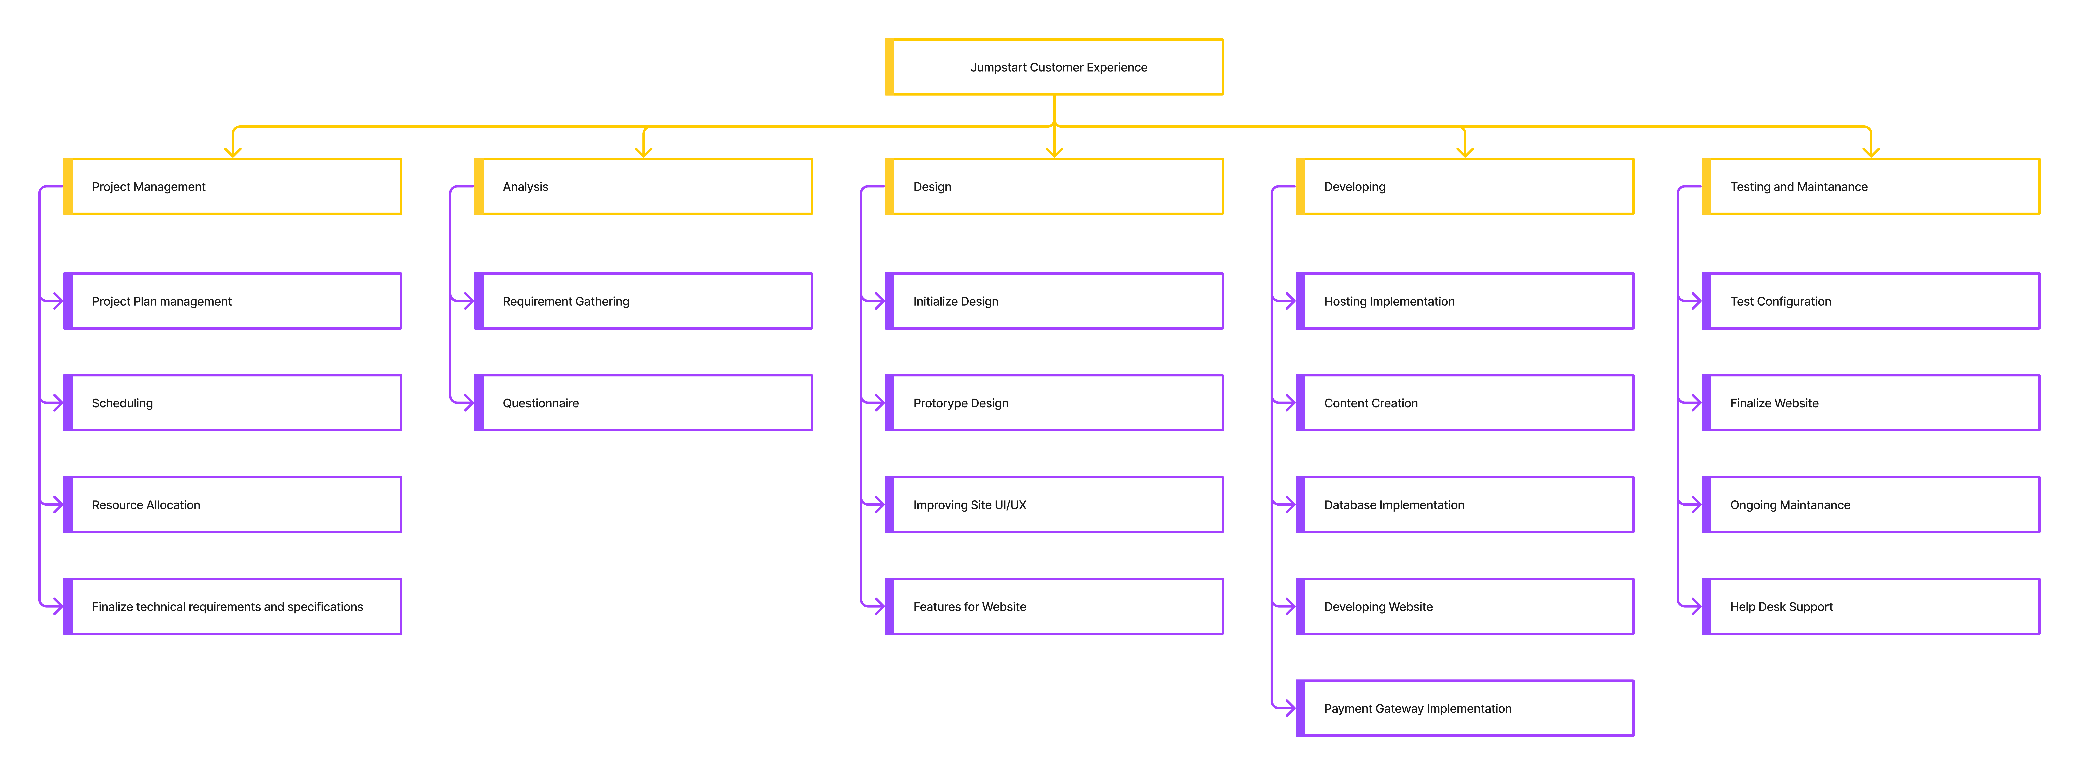 Jumpstart Customer Experience
Project Management
Project Plan management
Scheduling
Resource Allocation
Finalize technical requirements and specifications
Analysis
Requirement Gathering
Questionnaire
Design
Initialize Design
Protorype Design
Improving Site UI/UX
Features for Website
Developing
Hosting Implementation
Content Creation
Database Implementation
Developing Website
Payment Gateway Implementation
Testing and Maintanance
Test Configuration
Finalize Website
Ongoing Maintanance
Help Desk Support